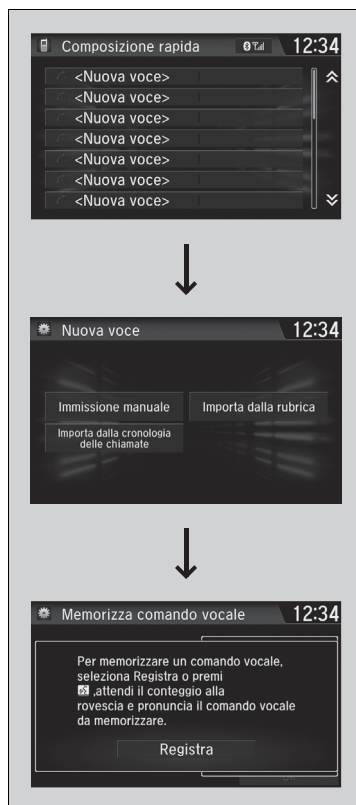 Composizione rapida 12:34
<Nuova voce>
<Nuova voce>
<Nuova voce>
<Nuova voce>
<Nuova voce>
<Nuova voce>
<Nuova voce>
Nuova voce 12:34
Immissione manuale Importa dalla rubrica
Importa dalla cronologia
delle chiamate
Memorizza comando vocale 12:34
Per memorizzare un comando vocale,
seleziona Registra o premi
,attendi il conteggio alla
rovescia e pronuncia il comando vocale
da memorizzare.
Registra